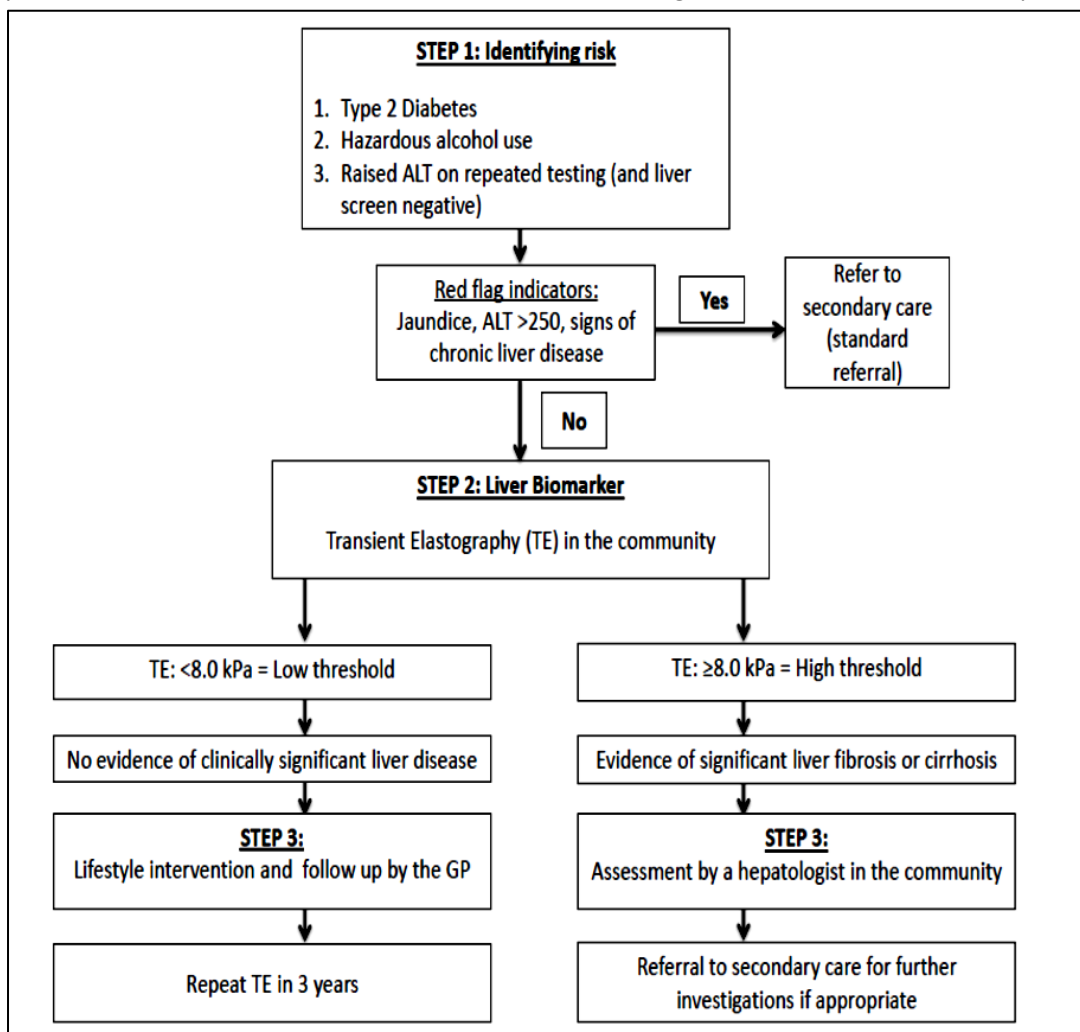 STEP 1: Identifying risk
1. Type 2 Diabetes
2. Hazardous alcohol use
3. Raised ALT on repeated testing (and liver
screen negative)
Red flag indicators:
Jaundice, ALT >250, signs of
chronic liver disease
Yes
Refer to
secondary care
(standard
referral)
No
STEP 2: Liver Biomarker
Transient Elastography (TE) in the community
TE: <8.0 kPa = Low threshold
TE: ≥8.0 kPa = High threshold
No evidence of clinically significant liver disease
Evidence of significant liver fibrosis or cirrhosis
STEP 3:
Lifestyle intervention and follow up by the GP
STEP 3:
Assessment by a hepatologist in the community
Repeat TE in 3 years
Referral to secondary care for further
investigations if appropriate